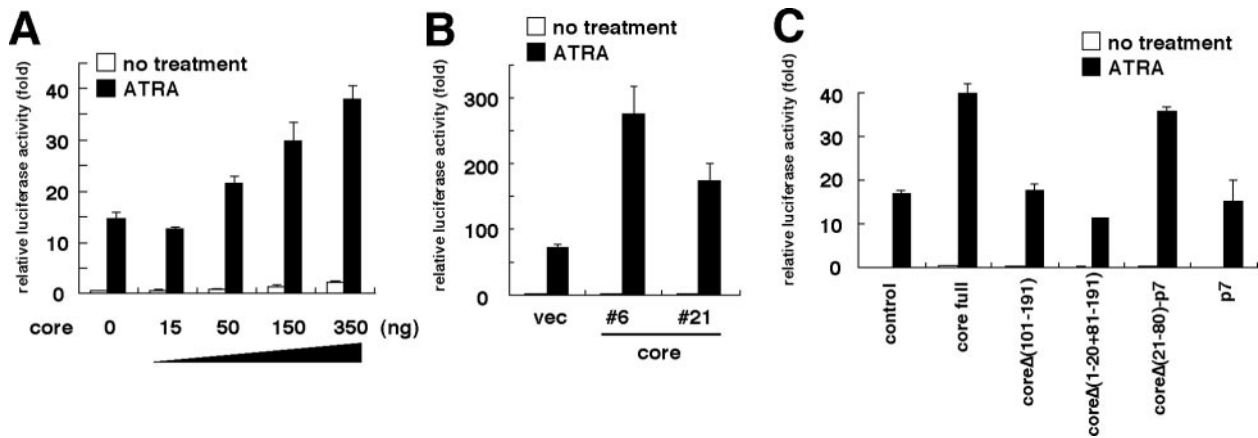 A
no treatment
ATRA
relative luciferase activity (fold)
40
30
20
10
0
core 0 15 50 150 350 (ng)
B
no treatment
ATRA
relative luciferase activity (fold)
300
200
100
0
vec #6 #21
core
C
no treatment
ATRA
relative luciferase activity (fold)
40
30
20
10
0
control
core full
coreΔ(101-191)
coreΔ(1-20+81-191)
coreΔ(21-80)-p7
p7